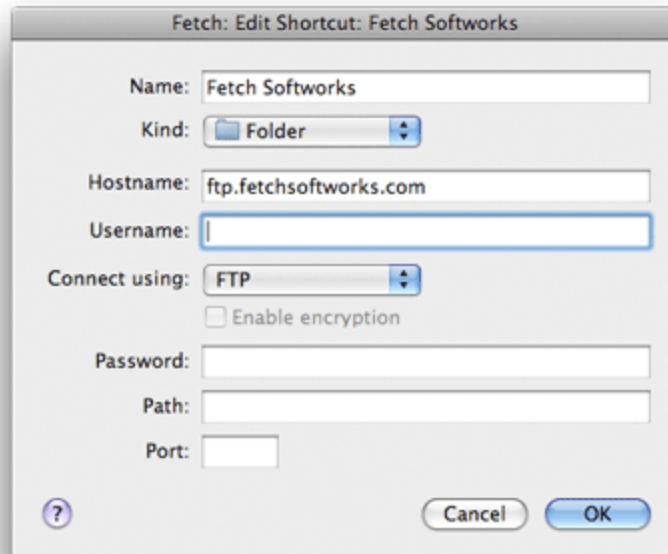 Fetch: Edit Shortcut: Fetch Softworks
Name: Fetch Softworks
Kind: Folder
Hostname: ftp.fetchsoftworks.com
Username:
Connect using: FTP
Enable encryption
Password:
Path:
Port:
? Cancel OK